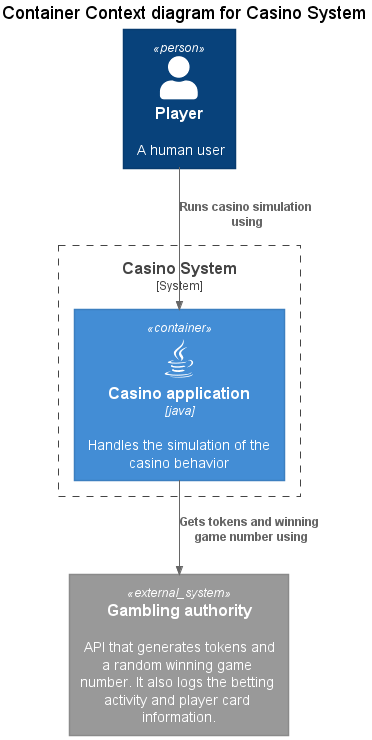 Container Context diagram for Casino System
«person»
Player
A human user
Runs casino simulation
using
Casino System
[System]
«container»
Casino application
[java]
Handles the simulation of the
casino behavior
Gets tokens and winning
game number using
«external_system»
Gambling authority
API that generates tokens and
a random winning game
number. It also logs the betting
activity and player card
information.